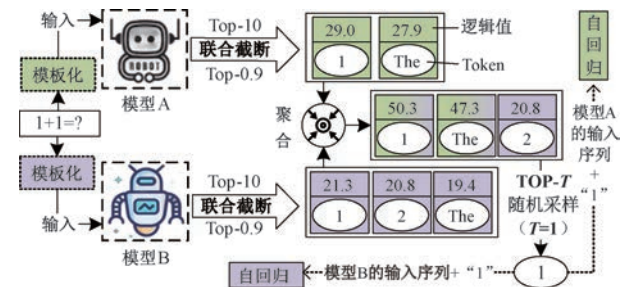 输入
模板化
1+1=?
模板化
输入
ROBOT
模型A
模型B
Top-10
联合截断
Top-0.9
Top-10
联合截断
Top-0.9
29.0
27.9
1
The
逻辑值
Token
聚合
50.3
47.3
20.8
1
The
2
21.3
20.8
19.4
1
2
The
TOP-T
随机采样
（T=1）
1
自回归
模型A
的输入
序列
+
“1”
自回归
模型B的输入序列+“1”